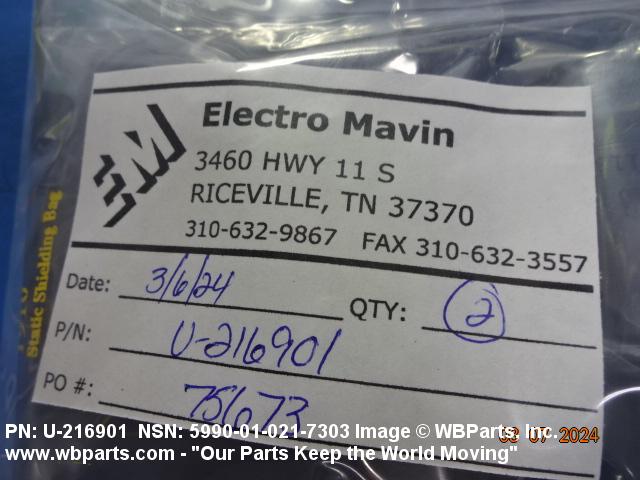 Electro Mavin
3460 HWY 11 S
RICEVILLE, TN 37370
310-632-9867 FAX 310-632-3557
Date: 3/6/24 QTY: 2
P/N: U-216901
PO #: 75673
Static Shielding Bag
PN: U-216901 NSN: 5990-01-021-7303 Image © WBParts, Inc.
03 07 2024
www.wbparts.com - "Our Parts Keep the World Moving"